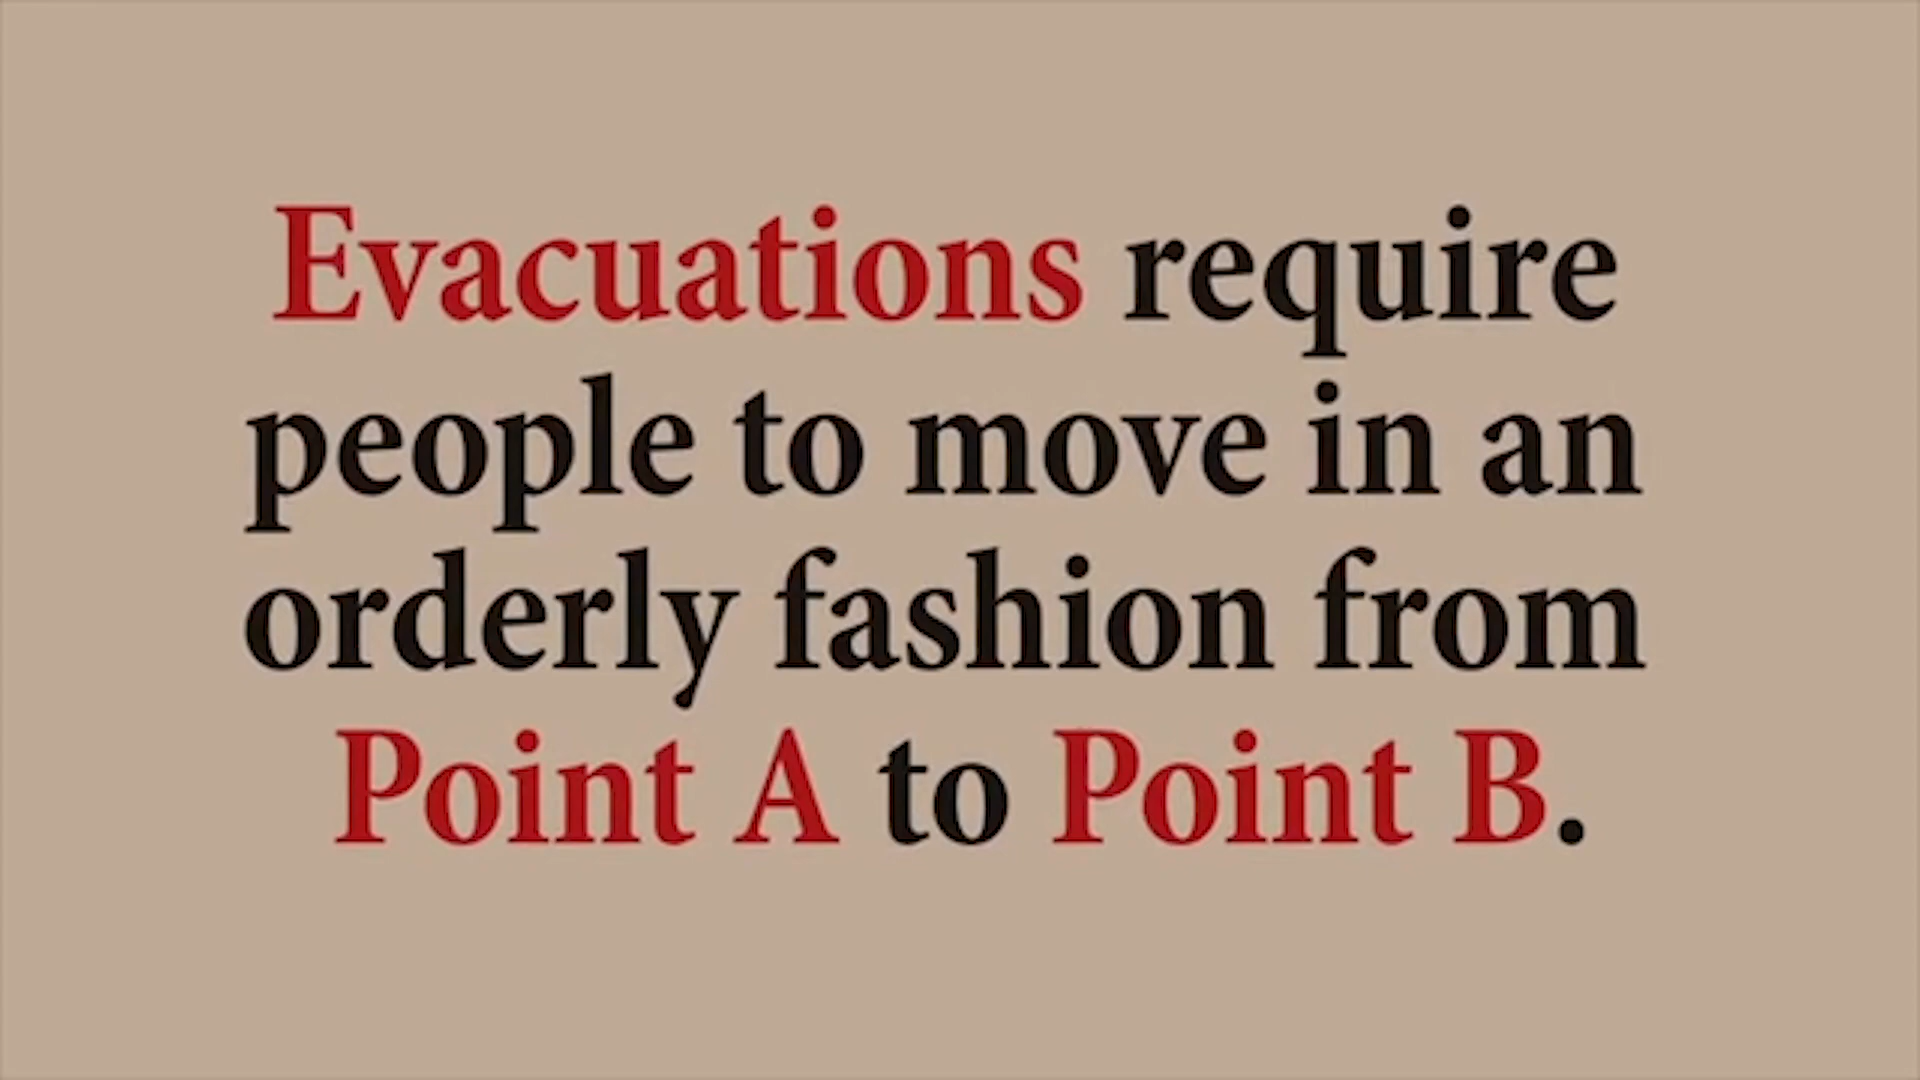 Evacuations require
people to move in an
orderly fashion from
Point A to Point B.